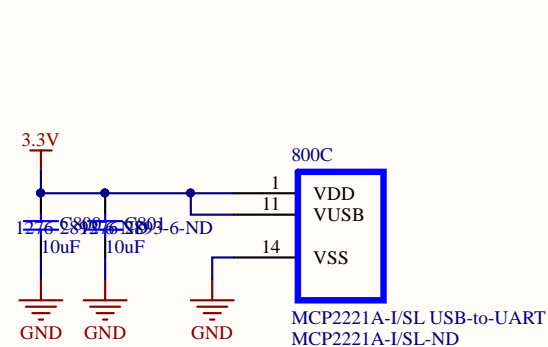 3.3V
800C
1
VDD
11
VUSB
14
VSS
C801
10uF
10uF
GND
GND
GND
MCP2221A-I/SL USB-to-UART
MCP2221A-I/SL-ND